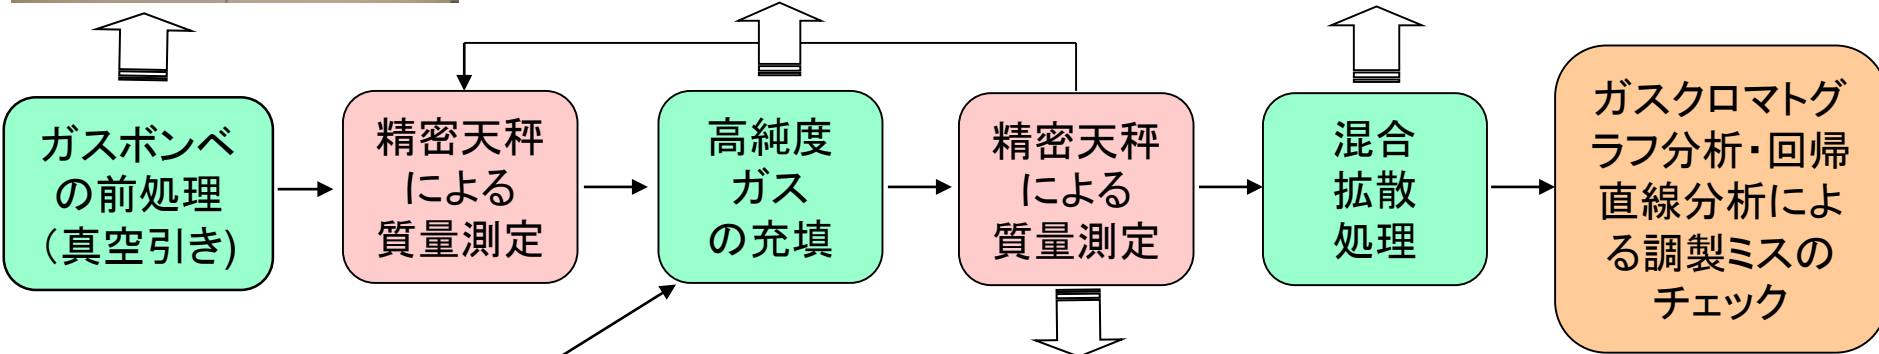 ガスボンベ
の前処理
（真空引き)
精密天秤
による
質量測定
高純度
ガス
の充填
精密天秤
による
質量測定
混合
拡散
処理
ガスクロマトグ
ラフ分析・回帰
直線分析によ
る調製ミスの
チェック